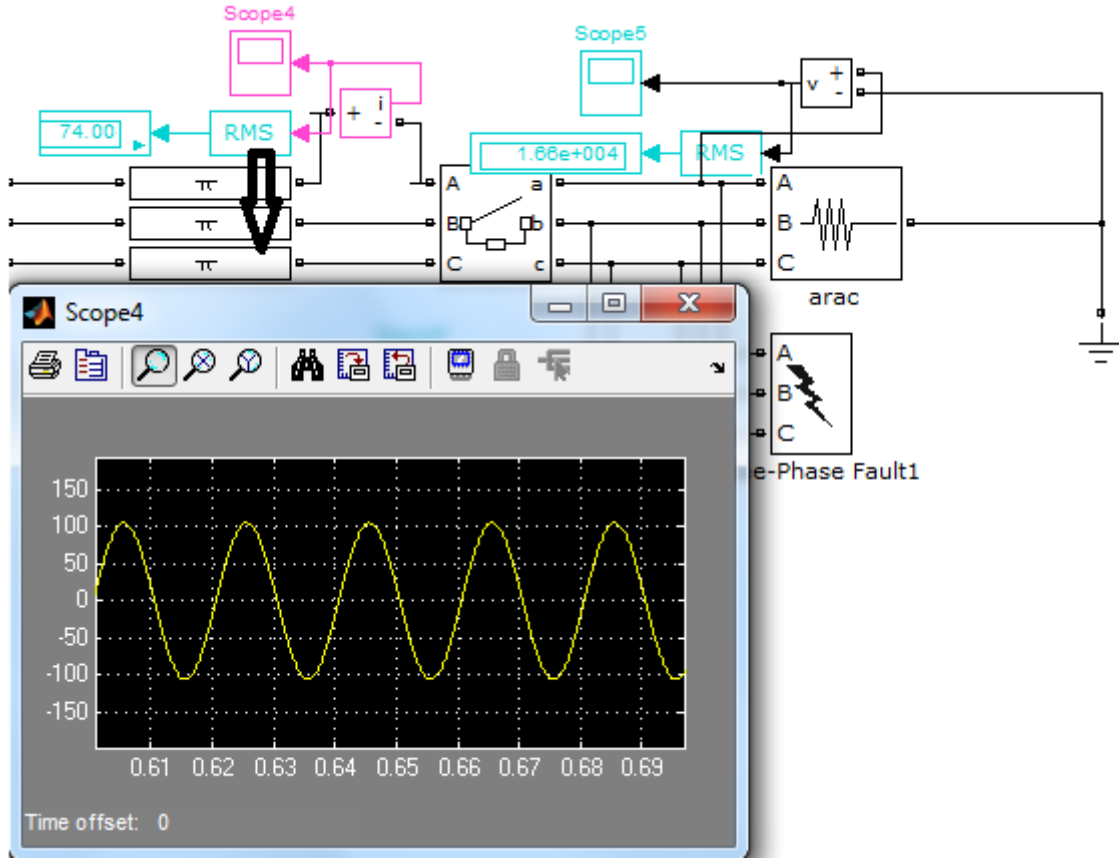 Scope4
Scope5
i
+
-
v
+
-
74.00
RMS
1.66e+004
RMS
π
A
a
A
π
B
b
B
π
C
c
C
arac
Scope4
A
B
C
e-Phase Fault1
150
100
50
0
-50
-100
-150
0.61 0.62 0.63 0.64 0.65 0.66 0.67 0.68 0.69
Time offset: 0